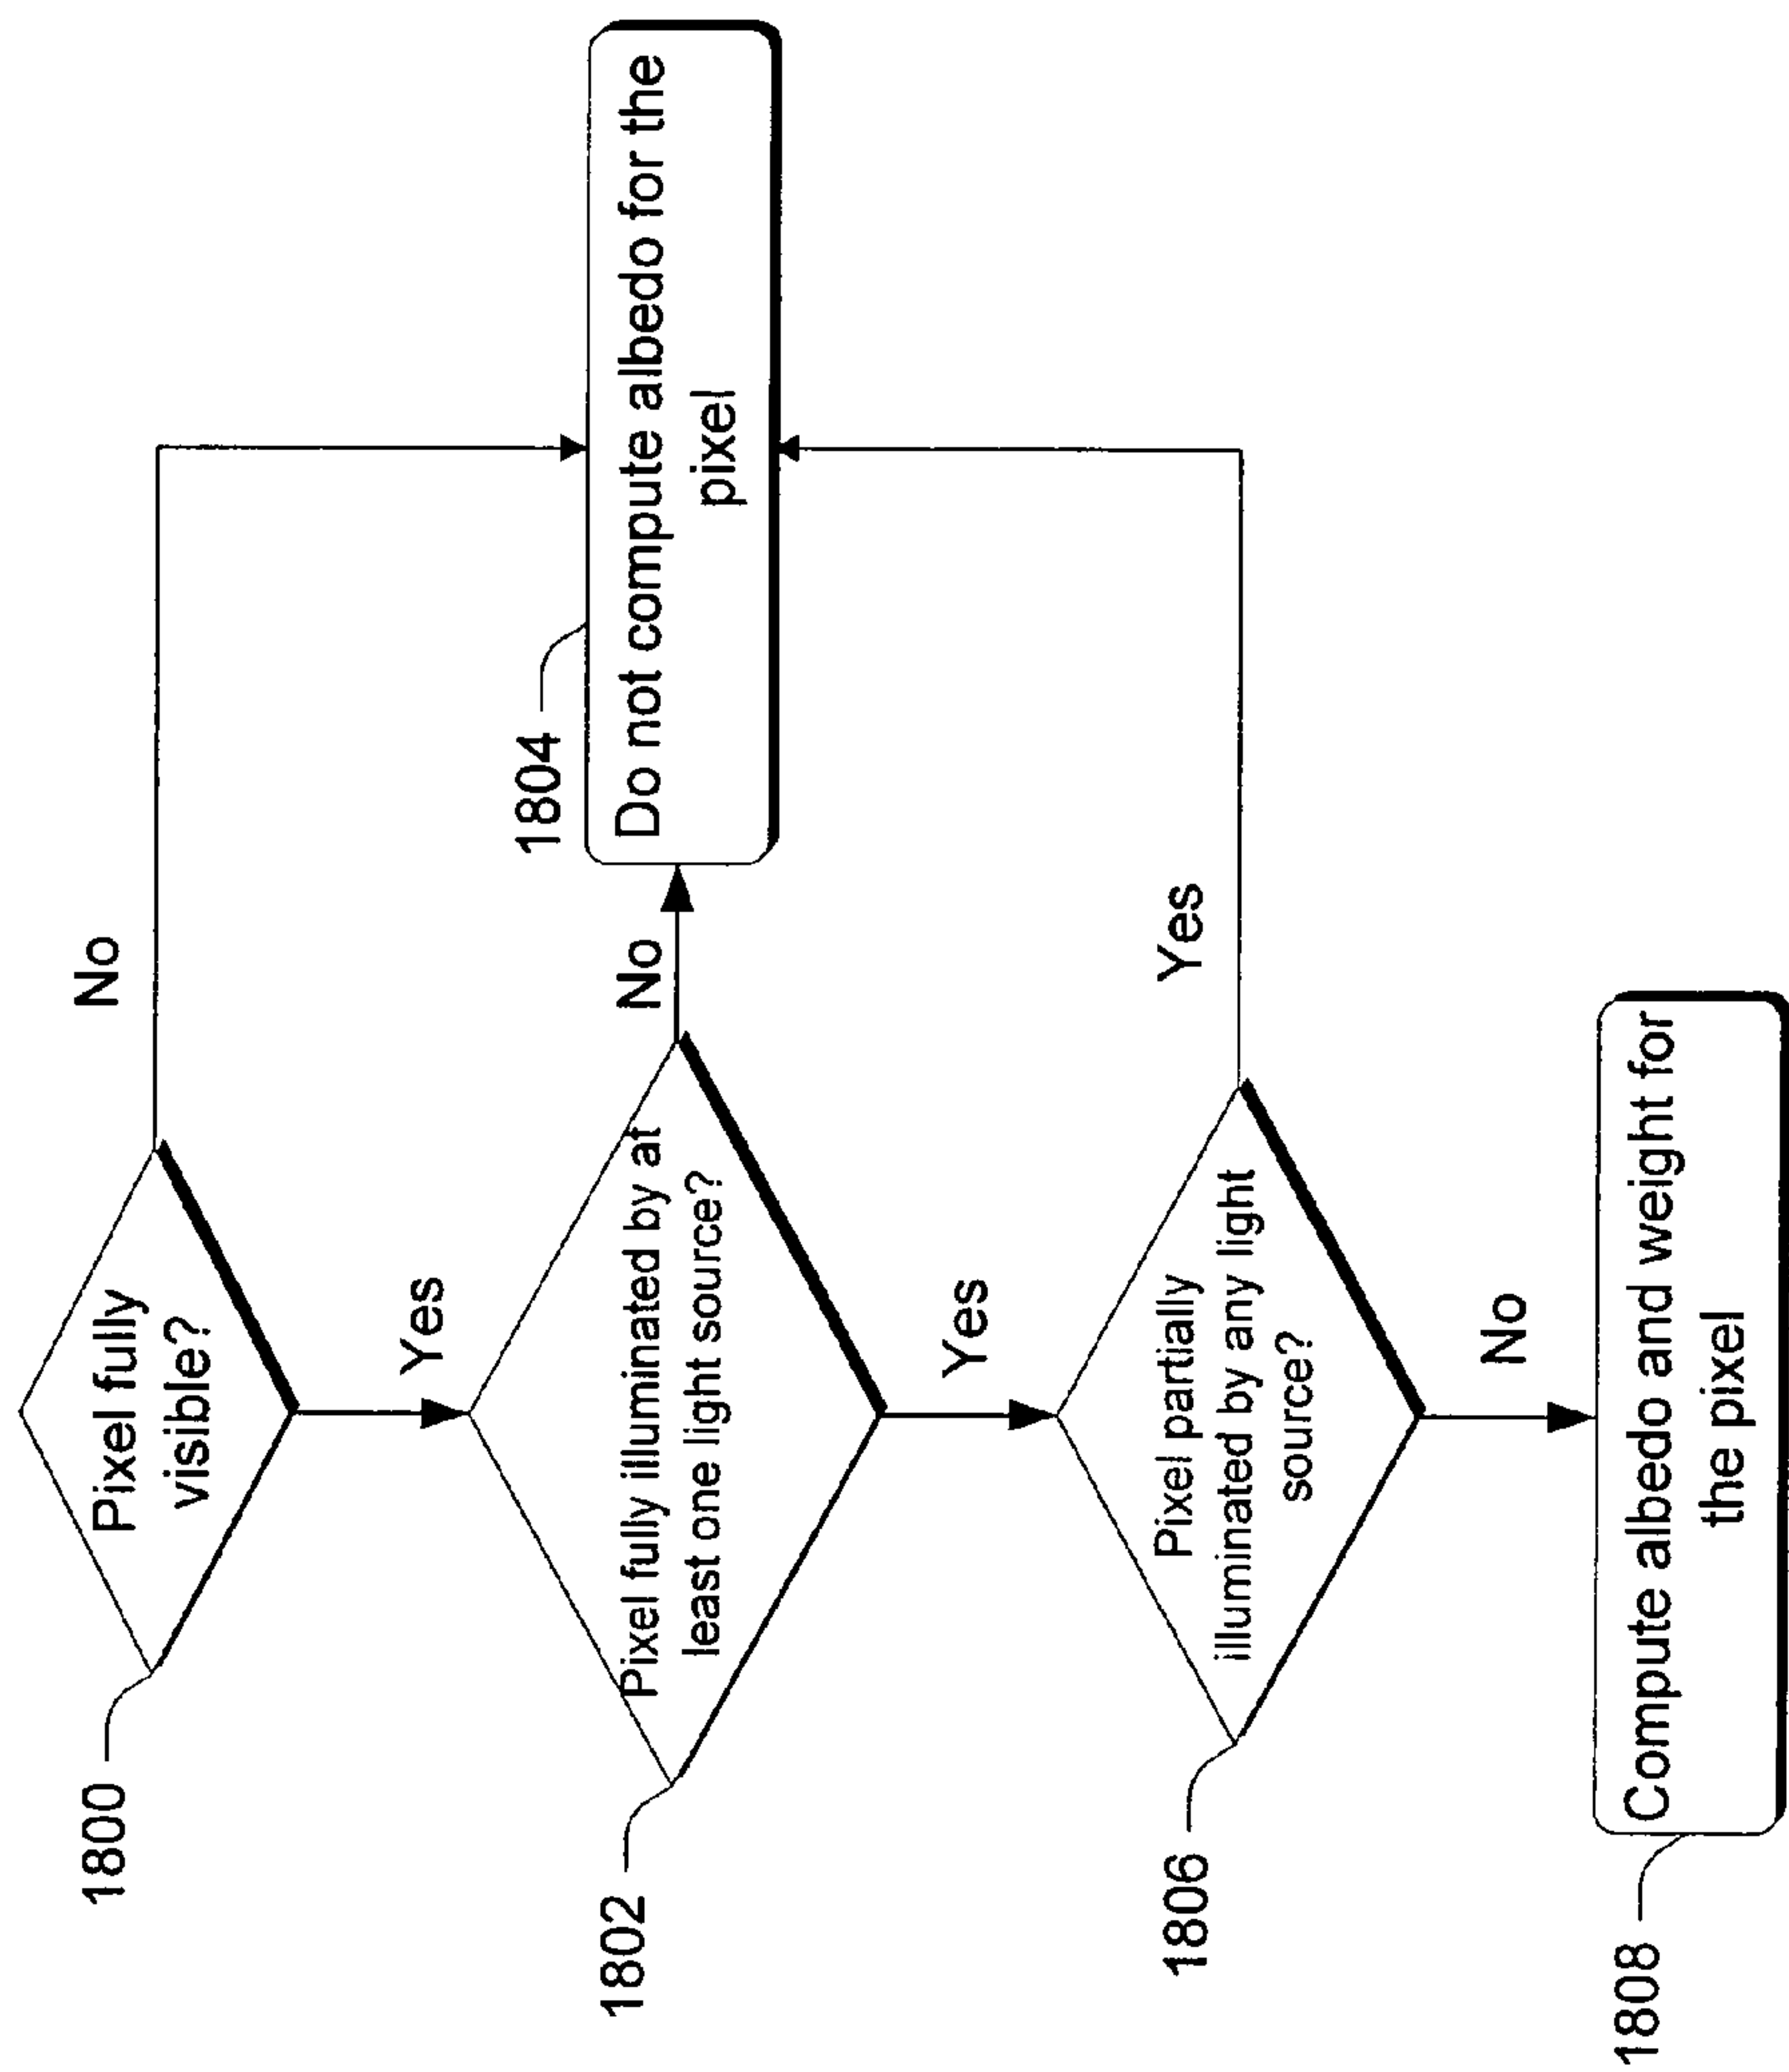 1800
Pixel fully
visible?
No
Yes
1802
Pixel fully illuminated by at
least one light source?
No
1804
Do not compute albedo for the
pixel
Yes
1806
Pixel partially
illuminated by any light
source?
Yes
No
1808
Compute albedo and weight for
the pixel